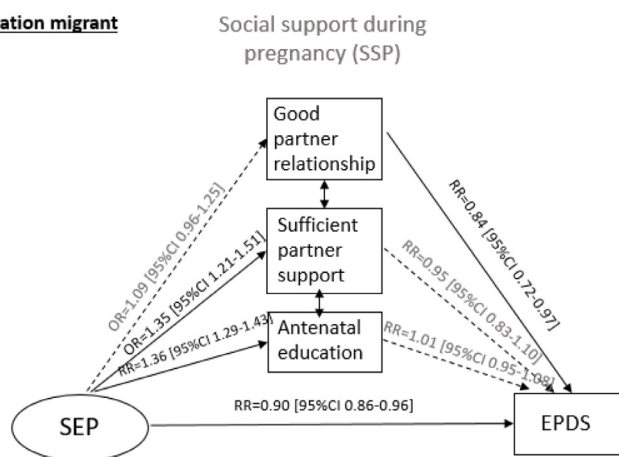 ation migrant
Social support during
pregnancy (SSP)
Good
partner
relationship
Sufficient
partner
support
Antenatal
education
OR=1.09 [95%CI 0.96-1.25]
OR=1.35 [95%CI 1.21-1.51]
RR=1.36 [95%CI 1.29-1.43]
RR=0.84 [95%CI 0.72-0.97]
RR=0.95 [95%CI 0.83-1.10]
RR=1.01 [95%CI 0.95-1.08]
RR=0.90 [95%CI 0.86-0.96]
SEP
EPDS